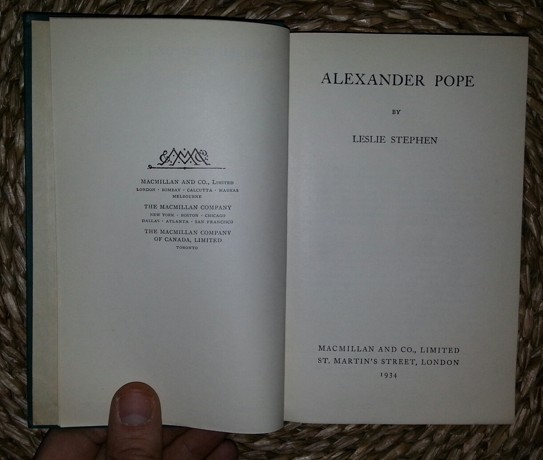 MACMILLAN AND CO., LIMITED
LONDON · BOMBAY · CALCUTTA · MADRAS
MELBOURNE
THE MACMILLAN COMPANY
NEW YORK · BOSTON · CHICAGO
DALLAS · ATLANTA · SAN FRANCISCO
THE MACMILLAN COMPANY
OF CANADA, LIMITED
TORONTO
ALEXANDER POPE
BY
LESLIE STEPHEN
MACMILLAN AND CO., LIMITED
ST. MARTIN'S STREET, LONDON
1934